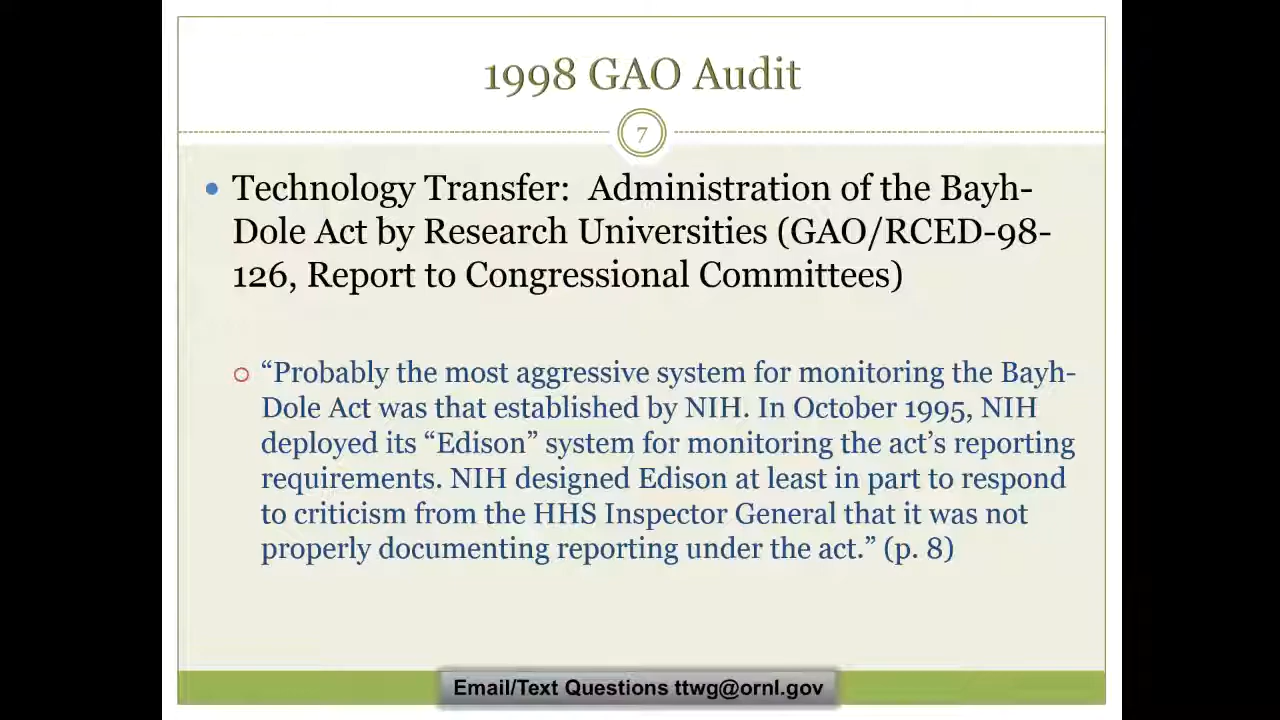 1998 GAO Audit
7
• Technology Transfer:  Administration of the Bayh-
Dole Act by Research Universities (GAO/RCED-98-
126, Report to Congressional Committees)
“Probably the most aggressive system for monitoring the Bayh-
Dole Act was that established by NIH. In October 1995, NIH
deployed its “Edison” system for monitoring the act’s reporting
requirements. NIH designed Edison at least in part to respond
to criticism from the HHS Inspector General that it was not
properly documenting reporting under the act.” (p. 8)
Email/Text Questions ttwg@ornl.gov